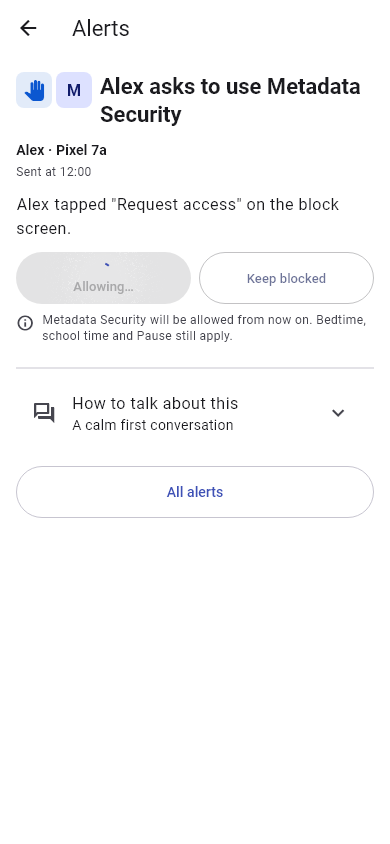 Alerts
M
Alex asks to use Metadata
Security
Alex · Pixel 7a
Sent at 12:00
Alex tapped "Request access" on the block
screen.
Allowing…
Keep blocked
Metadata Security will be allowed from now on. Bedtime,
school time and Pause still apply.
How to talk about this
A calm first conversation
All alerts